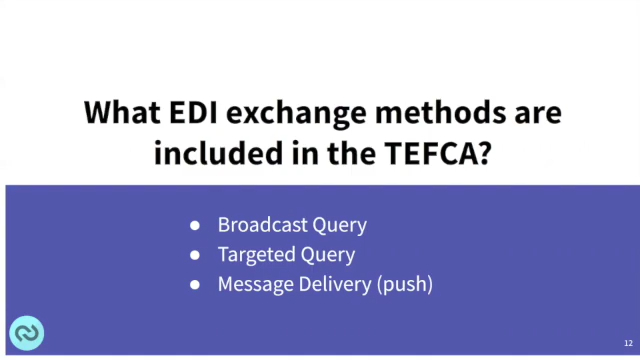 What EDI exchange methods are
included in the TEFCA?
● Broadcast Query
● Targeted Query
● Message Delivery (push)
12